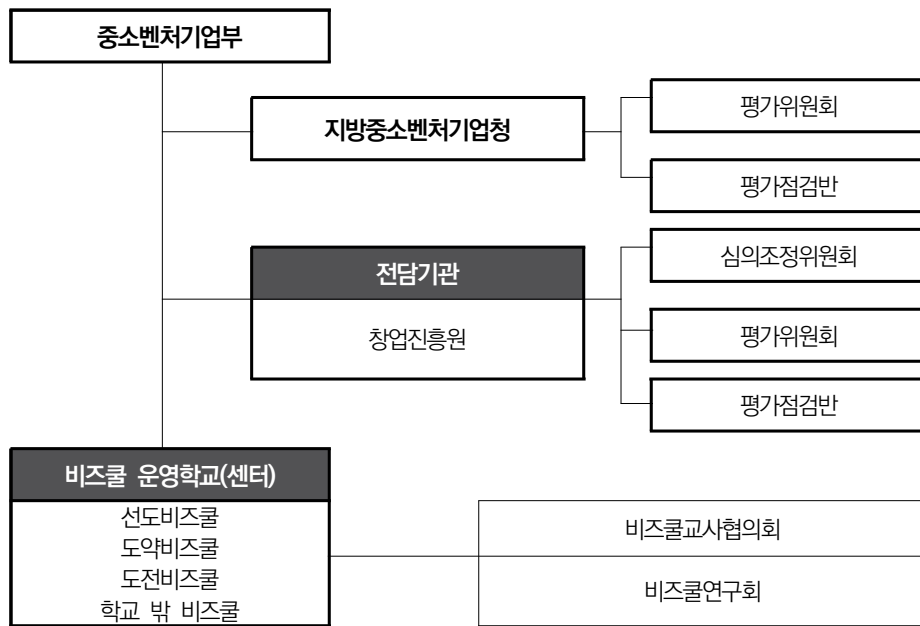 중소벤처기업부
지방중소벤처기업청
평가위원회
평가점검반
전담기관
창업진흥원
심의조정위원회
평가위원회
평가점검반
비즈쿨 운영학교(센터)
선도비즈쿨
도약비즈쿨
도전비즈쿨
학교 밖 비즈쿨
비즈쿨교사협의회
비즈쿨연구회